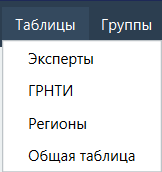 Таблицы Группы
Эксперты
ГРНТИ
Регионы
Общая таблица